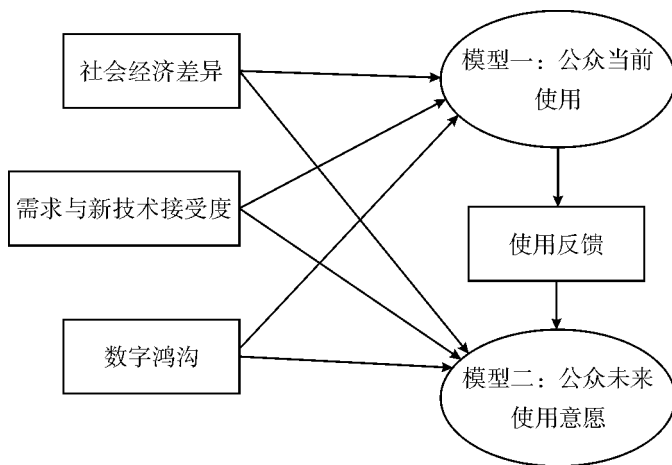 社会经济差异
需求与新技术接受度
数字鸿沟
模型一：公众当前
使用
使用反馈
模型二：公众未来
使用意愿